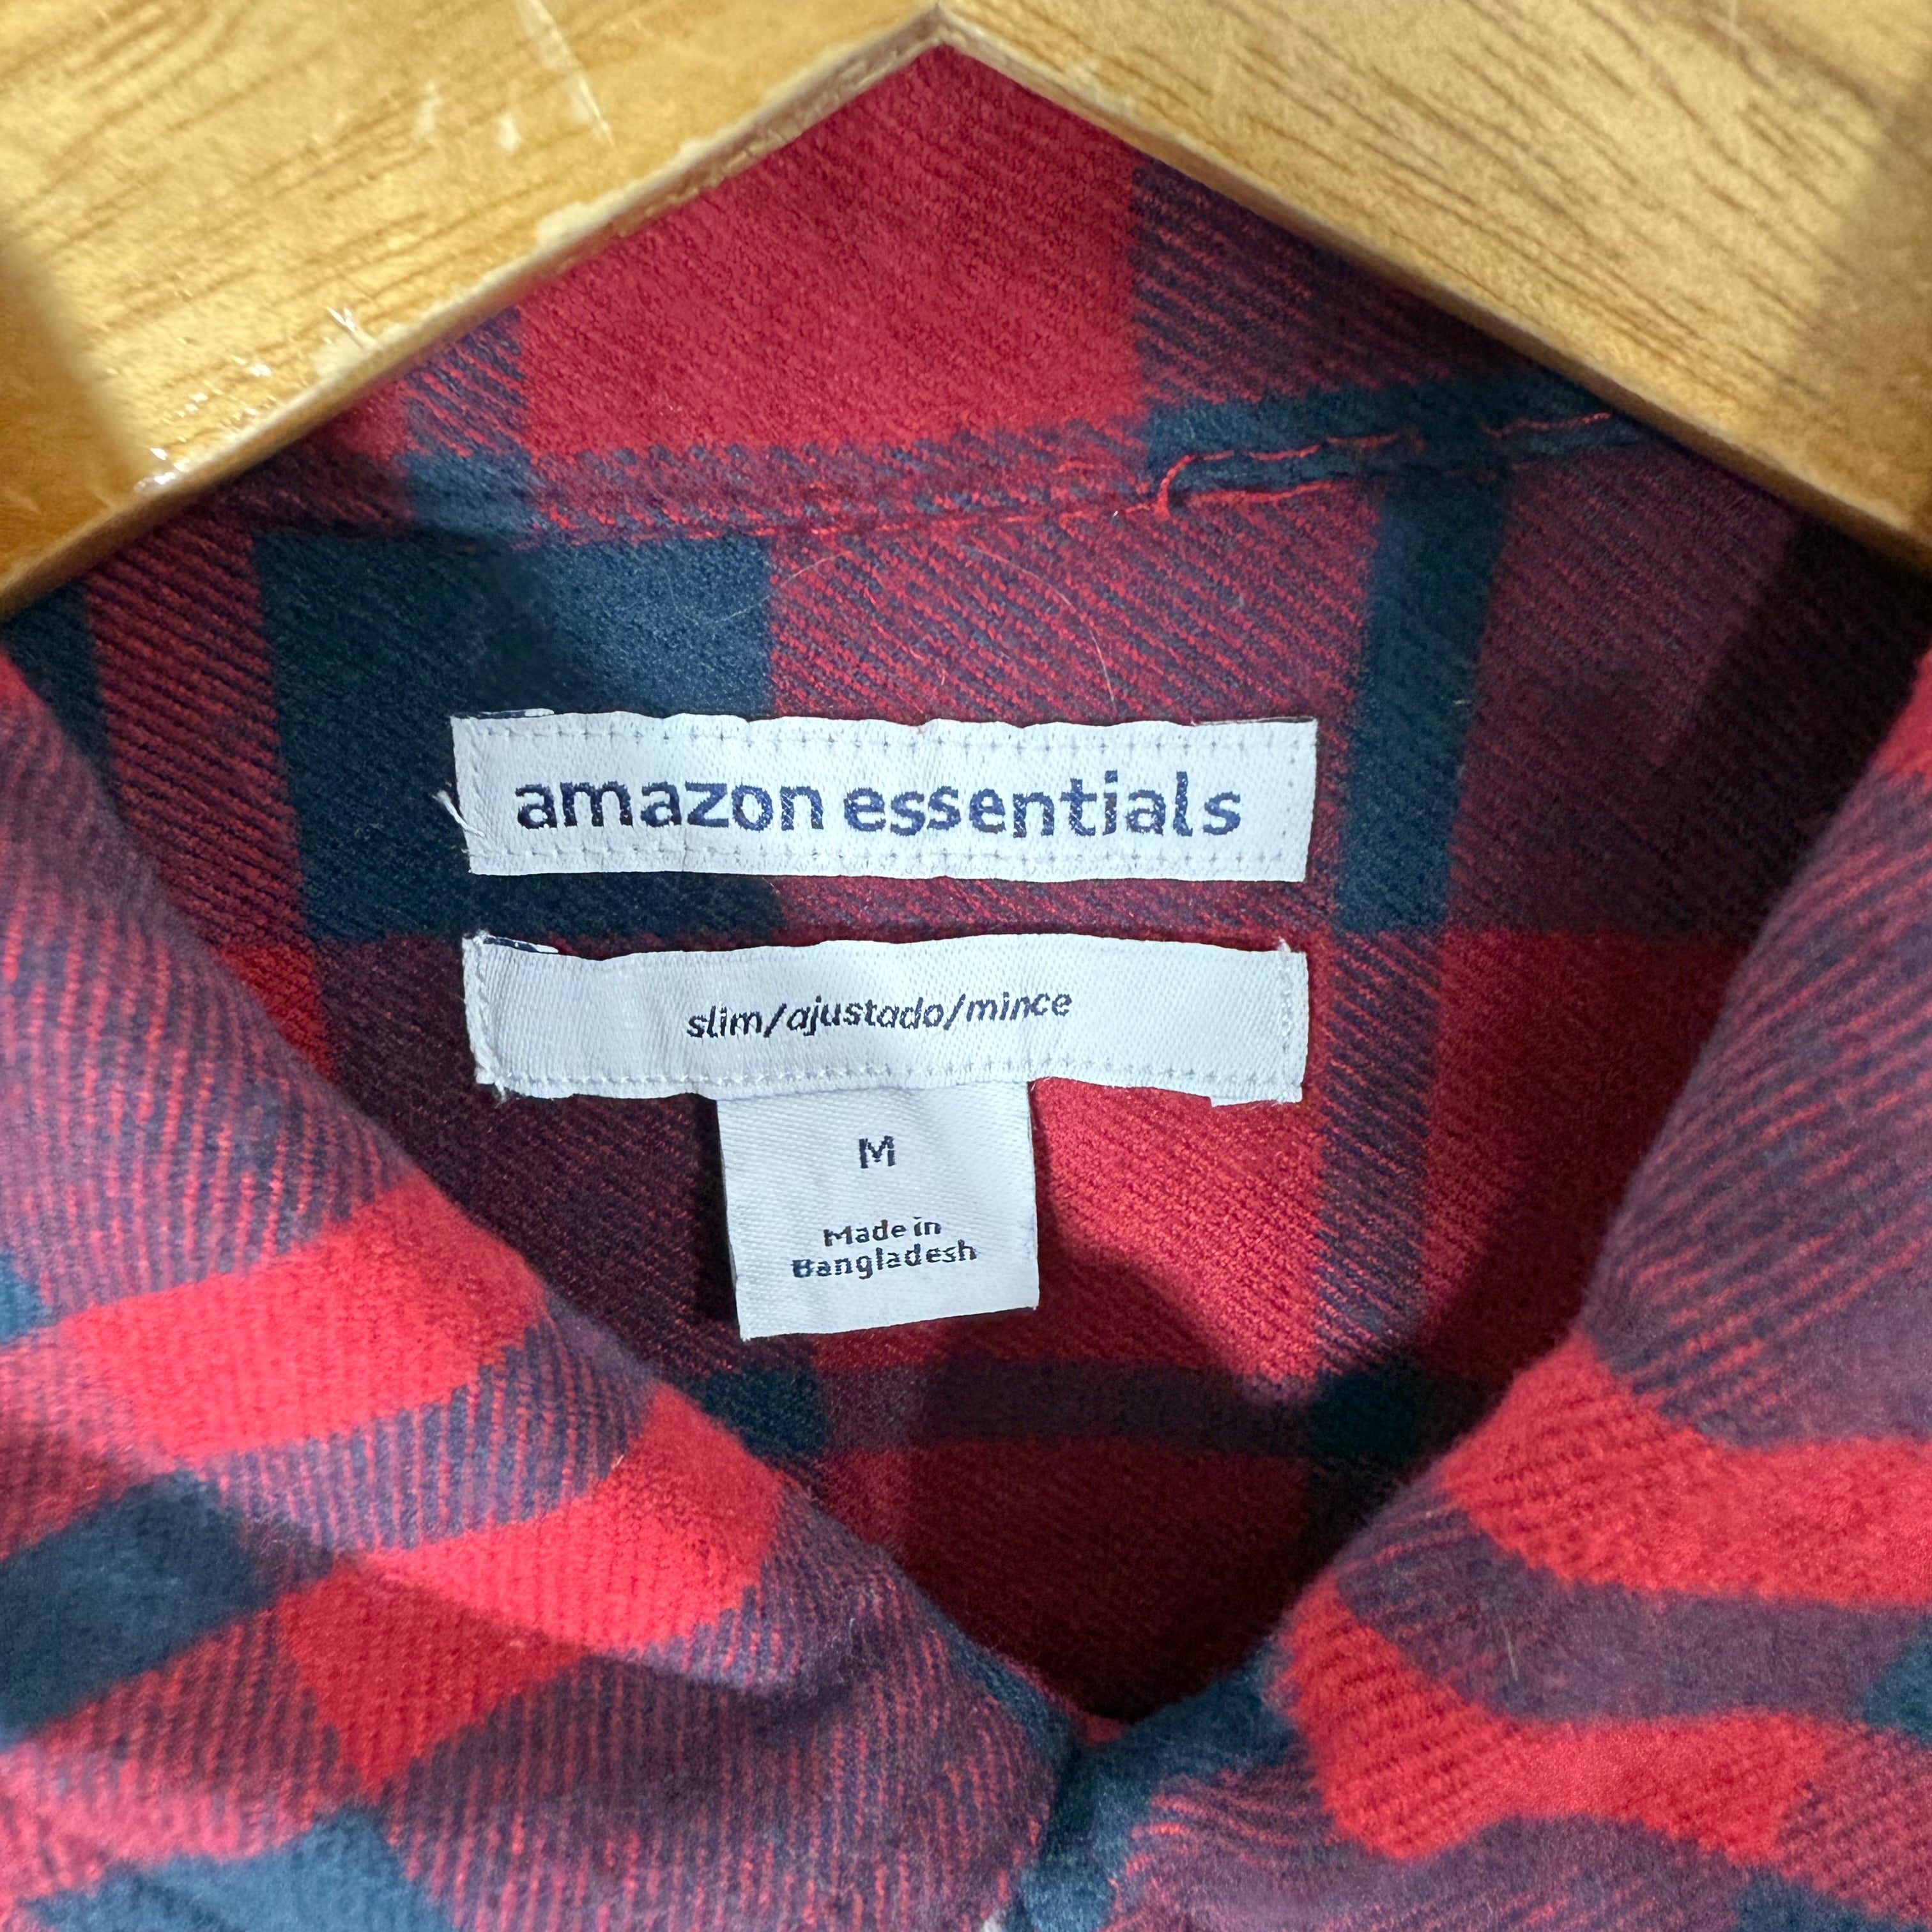 amazon essentials
slim/ajustado/mince
M
Made in
Bangladesh